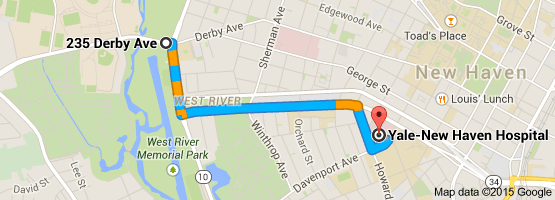 Edgewood Ave
Grove St
Sherman Ave
Derby Ave
Toad's Place
235 Derby Ave
George St
New Haven
Louis' Lunch
WEST RIVER
Yale-New Haven Hospital
West River
Memorial Park
Winthrop Ave
Orchard St
Davenport Ave
Howard
David St
Lee St
10
Map data ©2015 Google